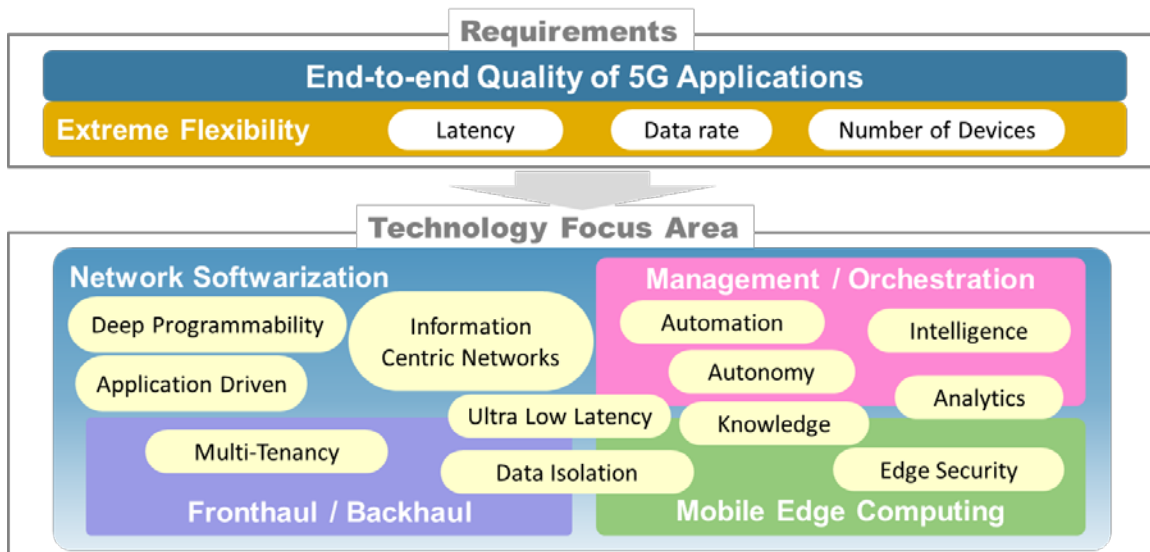 Requirements
End-to-end Quality of 5G Applications
Extreme Flexibility
Latency
Data rate
Number of Devices
Technology Focus Area
Network Softwarization
Management / Orchestration
Deep Programmability
Information
Centric Networks
Automation
Intelligence
Application Driven
Autonomy
Analytics
Ultra Low Latency
Knowledge
Multi-Tenancy
Data Isolation
Edge Security
Fronthaul / Backhaul
Mobile Edge Computing